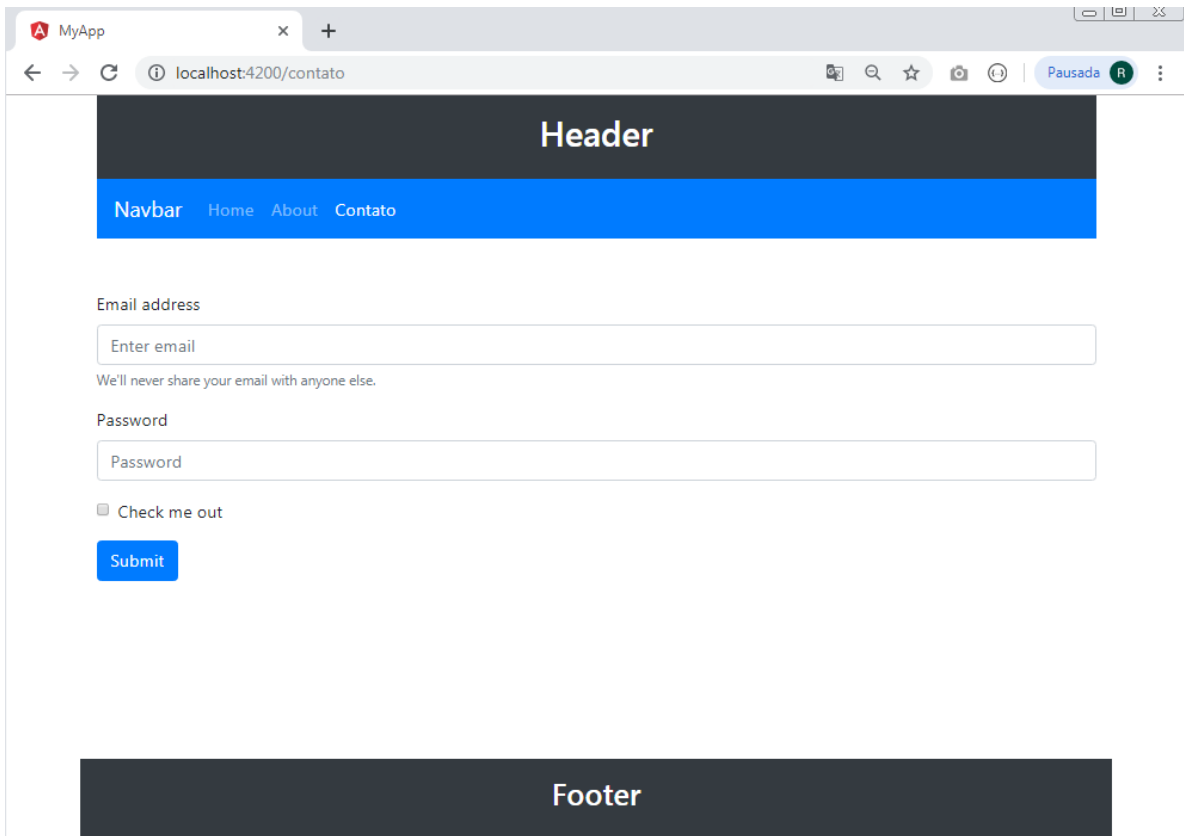 MyApp
localhost:4200/contato
Pausada R
Header
Navbar Home About Contato
Email address
Enter email
We'll never share your email with anyone else.
Password
Password
Check me out
Submit
Footer